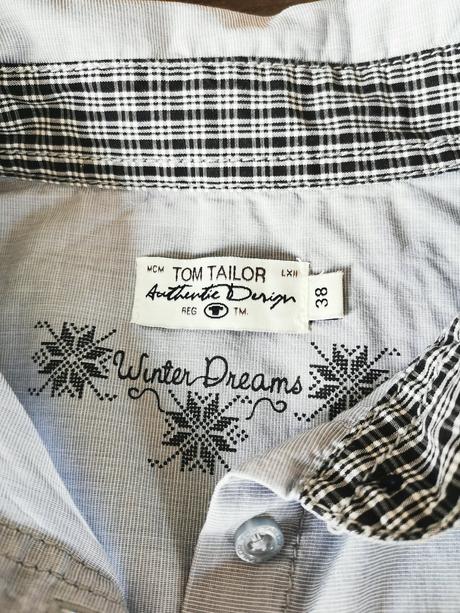 MCM TOM TAILOR LXII
Authentic Design
REG T TM.
38
Winter Dreams